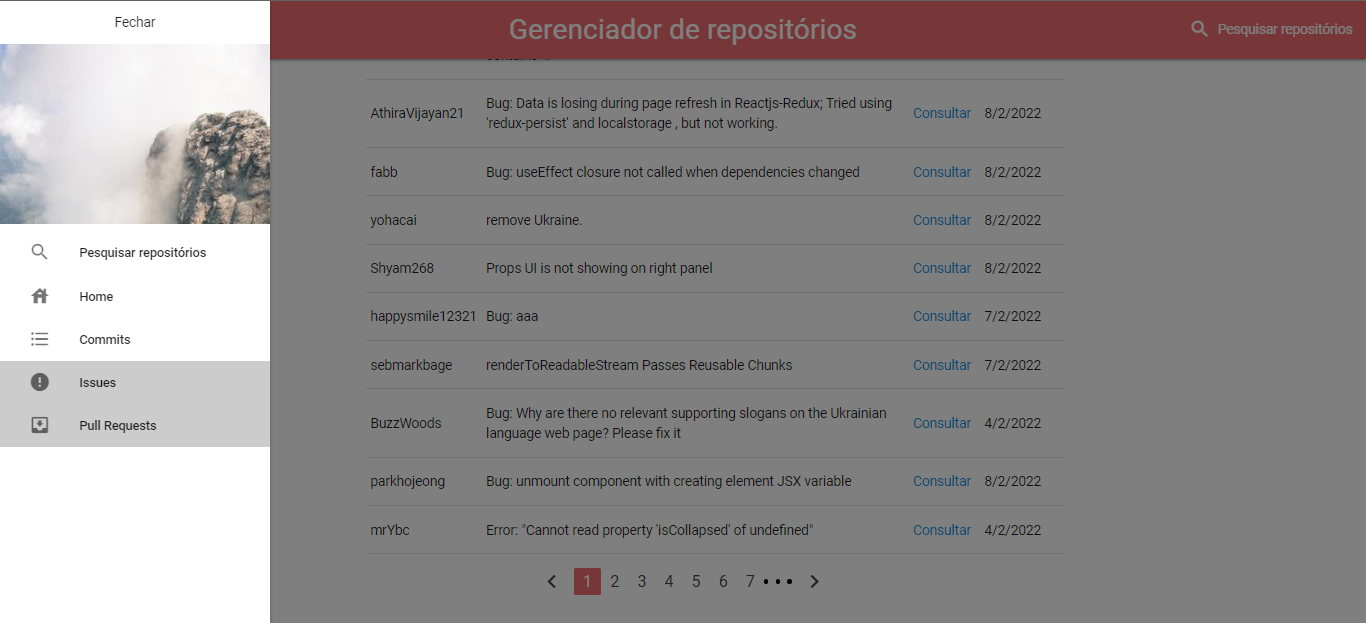 Fechar
Gerenciador de repositórios
Pesquisar repositórios
Pesquisar repositórios
Home
Commits
Issues
Pull Requests
AthiraVijayan21
Bug: Data is losing during page refresh in Reactjs-Redux; Tried using
'redux-persist' and localstorage , but not working.
Consultar
8/2/2022
fabb
Bug: useEffect closure not called when dependencies changed
Consultar
8/2/2022
yohacai
remove Ukraine.
Consultar
8/2/2022
Shyam268
Props UI is not showing on right panel
Consultar
8/2/2022
happysmile12321
Bug: aaa
Consultar
7/2/2022
sebmarkbage
renderToReadableStream Passes Reusable Chunks
Consultar
7/2/2022
BuzzWoods
Bug: Why are there no relevant supporting slogans on the Ukrainian
language web page? Please fix it
Consultar
4/2/2022
parkhojeong
Bug: unmount component with creating element JSX variable
Consultar
8/2/2022
mrYbc
Error: "Cannot read property 'isCollapsed' of undefined"
Consultar
4/2/2022
1 2 3 4 5 6 7 •••